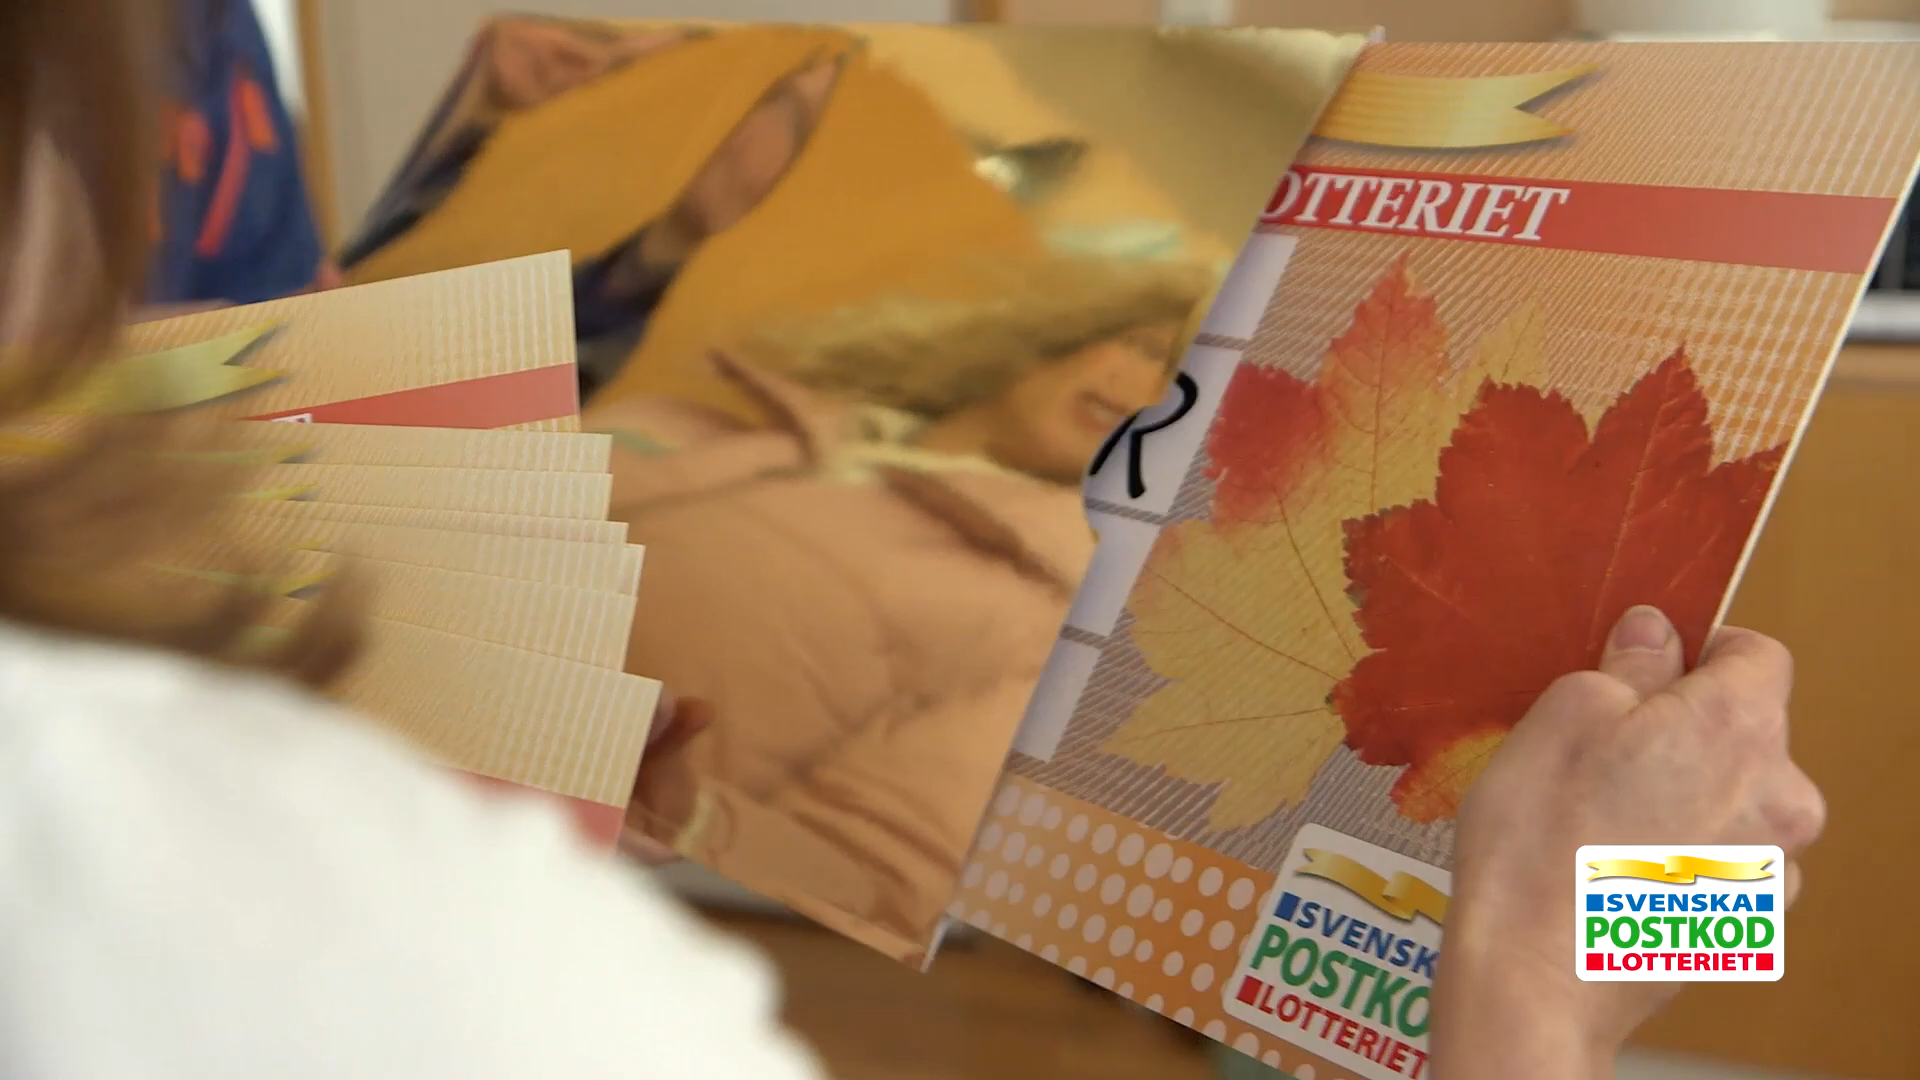 OTTERIET
R
SVENSK
POSTKO
LOTTERIET
SVENSKA
POSTKOD
LOTTERIET